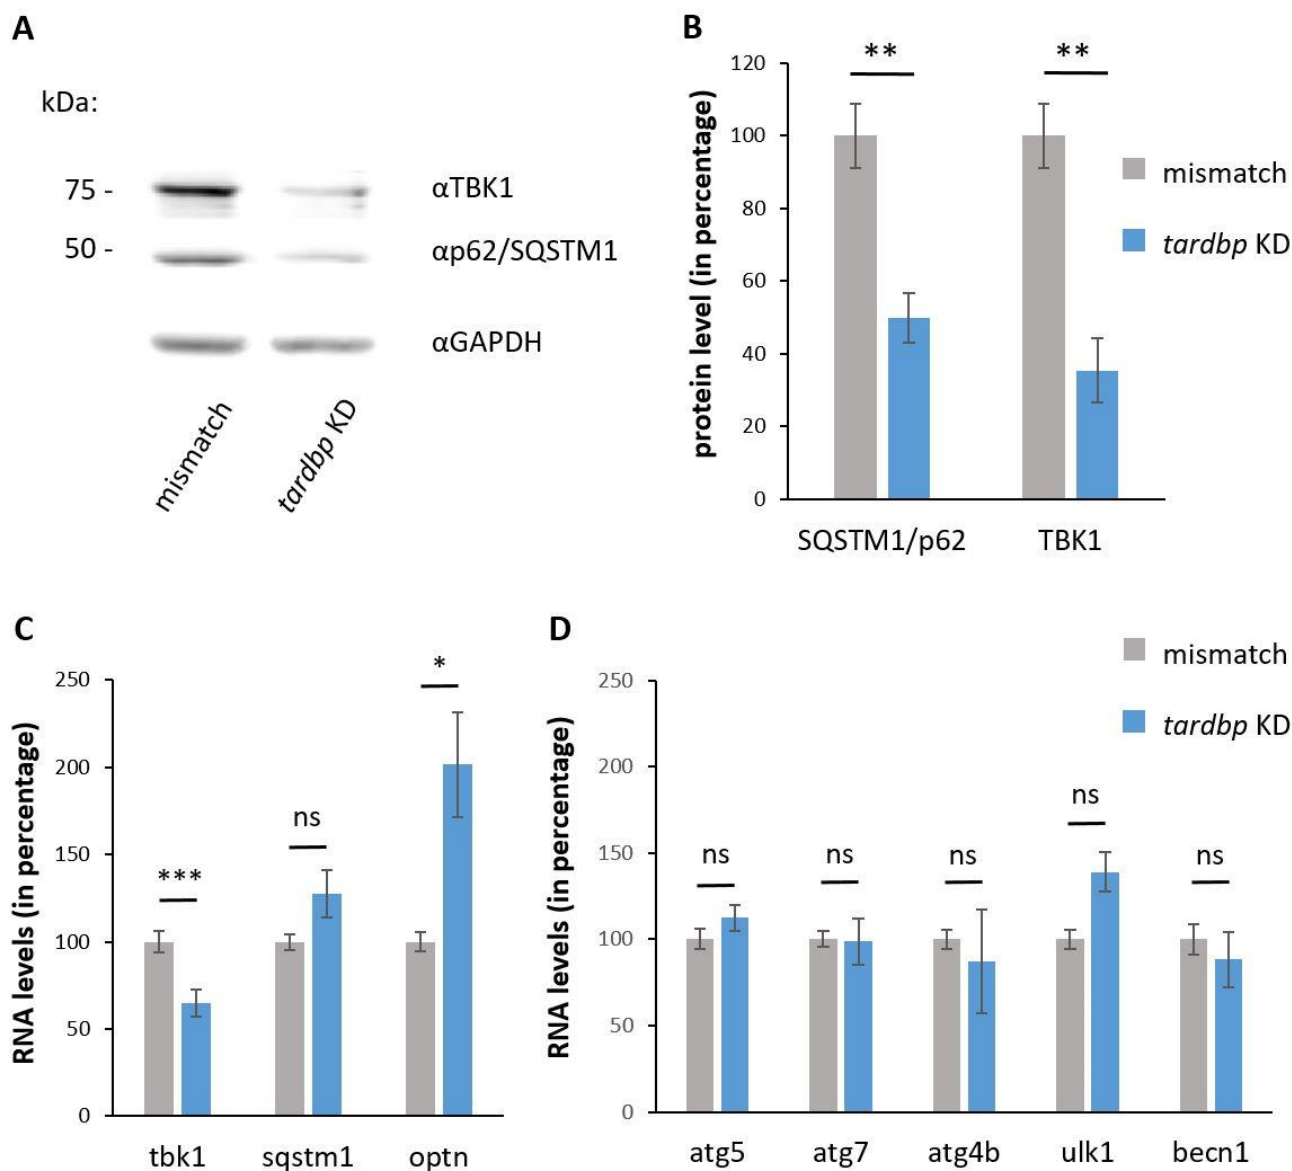 A
kDa:
75 -
αTBK1
50 -
αp62/SQSTM1
αGAPDH
mismatch
tardbp KD
B
**
**
120
100
80
60
40
20
0
protein level (in percentage)
mismatch
tardbp KD
SQSTM1/p62
TBK1
C
250
200
150
100
50
0
RNA levels (in percentage)
***
ns
*
tbk1
sqstm1
optn
D
mismatch
tardbp KD
250
200
150
100
50
0
RNA levels (in percentage)
ns
ns
ns
ns
ns
atg5
atg7
atg4b
ulk1
becn1